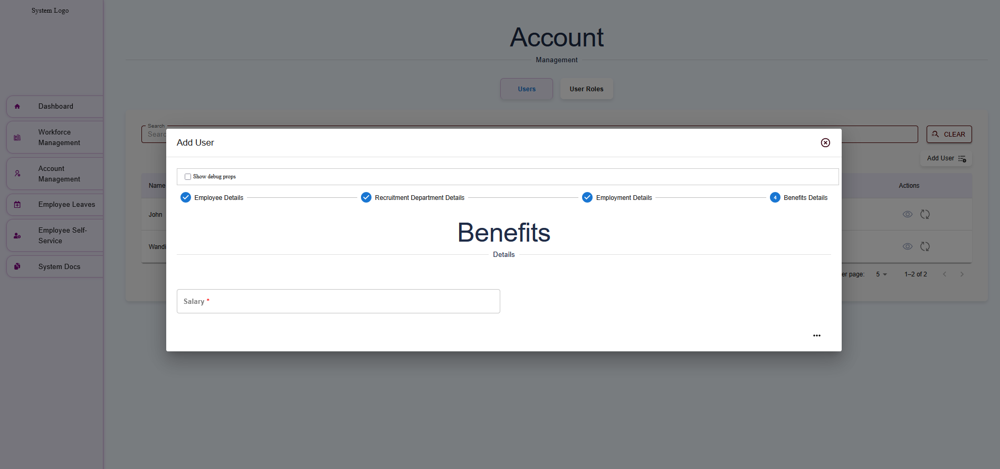 System Logo
Account
Management
Users
User Roles
Dashboard
Workforce
Management
Account
Management
Employee Leaves
Employee Self-
Service
System Docs
Search
CLEAR
Add User
Name
Actions
John
er page:
5
1–2 of 2
Add User
Show debug props
Employee Details
Recruitment Department Details
Employment Details
4
Benefits Details
Benefits
Details
Salary *